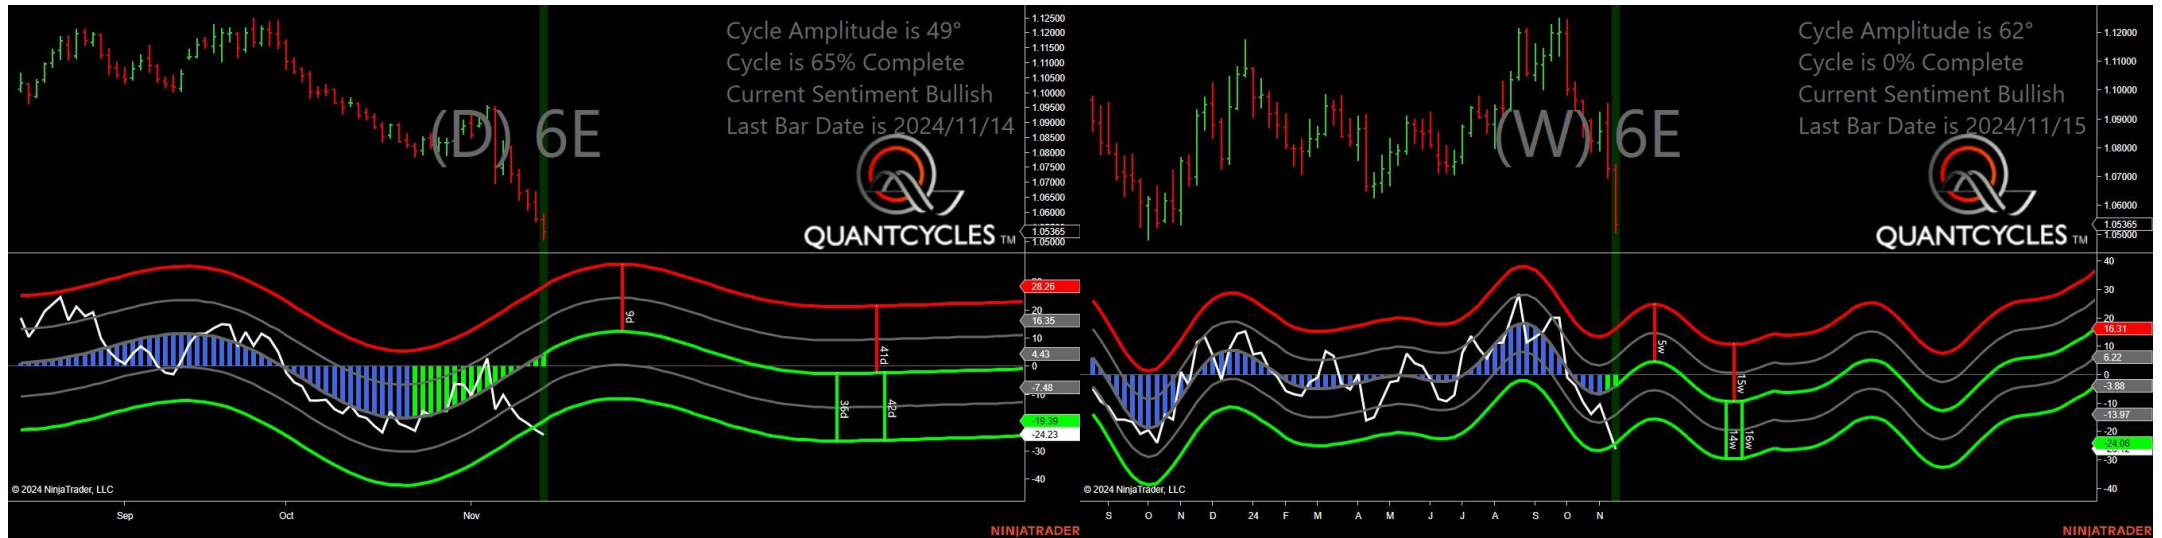 Cycle Amplitude is 49°
Cycle is 65% Complete
Current Sentiment Bullish
Last Bar Date is 2024/11/14
(D) 6E
QUANTCYCLES TM
1.12500
1.12000
1.11500
1.11000
1.10500
1.10000
1.09500
1.09000
1.08500
1.08000
1.07500
1.07000
1.06500
1.06000
1.05365
1.05000
28.26
20
16.35
10
4.43
0
-7.48
-10
-19.39
-24.23
-30
-40
9d
41d
36d
42d
© 2024 NinjaTrader, LLC
Sep
Oct
Nov
NINJATRADER
Cycle Amplitude is 62°
Cycle is 0% Complete
Current Sentiment Bullish
Last Bar Date is 2024/11/15
(W) 6E
QUANTCYCLES TM
1.12000
1.11000
1.10000
1.09000
1.08000
1.07000
1.06000
1.05365
1.05000
40
30
20
16.31
6.22
0
-3.88
-10
-13.97
-20
-24.06
-30
-40
5w
15w
14w
16w
© 2024 NinjaTrader, LLC
S
O
N
D
24
F
M
A
M
J
J
A
S
O
N
NINJATRADER